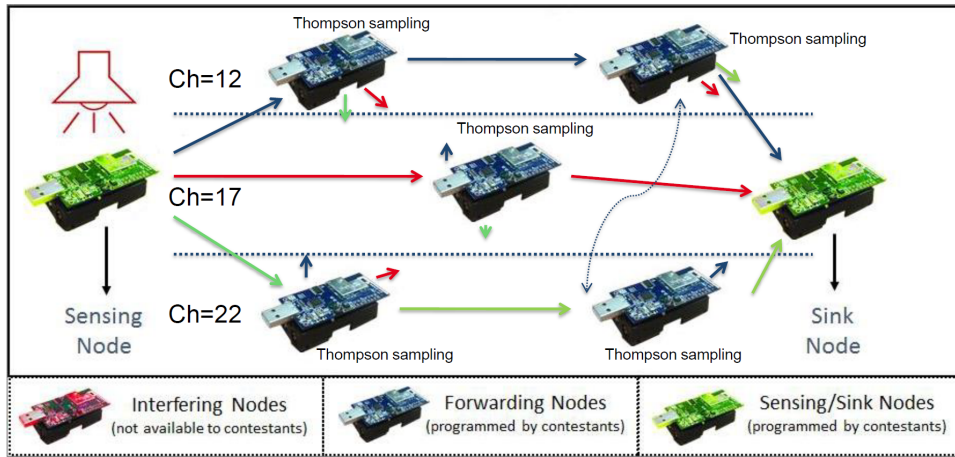 Thompson sampling
Thompson sampling
Ch=12
Thompson sampling
Ch=17
Sensing
Node
Ch=22
Sink
Node
Thompson sampling
Thompson sampling
Interfering Nodes
(not available to contestants)
Forwarding Nodes
(programmed by contestants)
Sensing/Sink Nodes
(programmed by contestants)